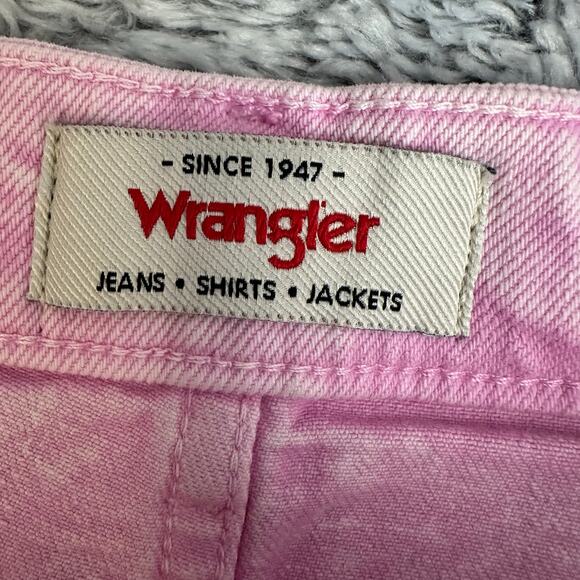 - SINCE 1947 -
Wrangler
JEANS • SHIRTS • JACKETS